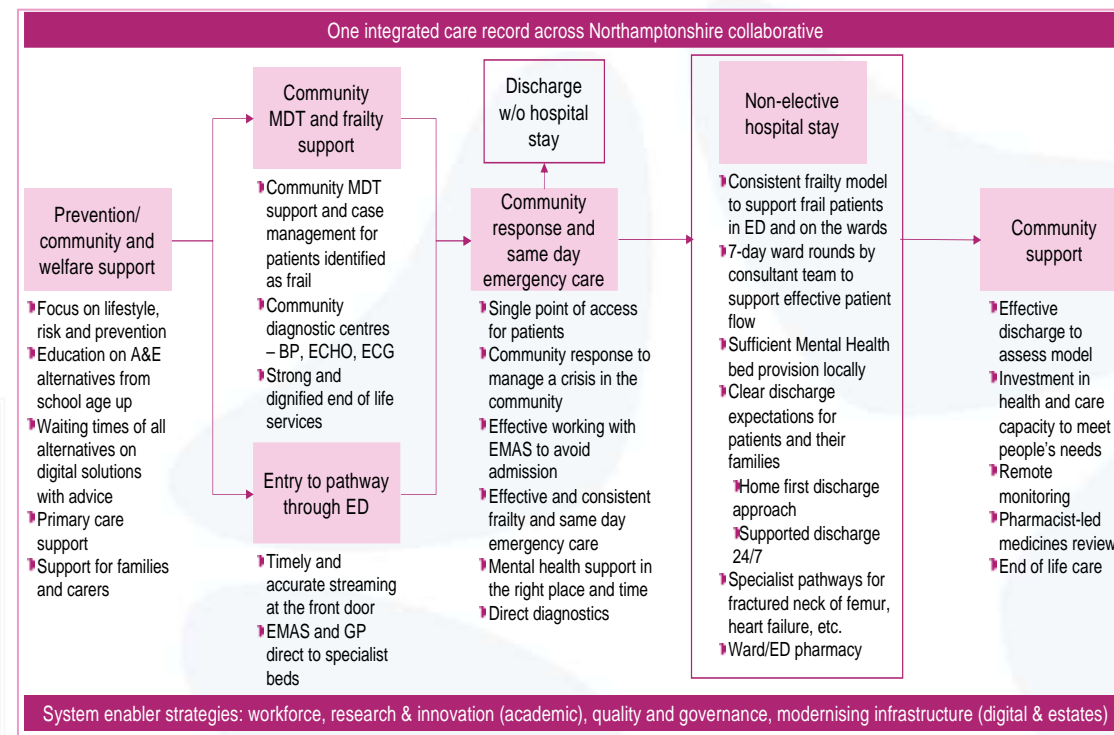 One integrated care record across Northamptonshire collaborative
Prevention/
community and
welfare support
Focus on lifestyle,
risk and prevention
Education on A&E
alternatives from
school age up
Waiting times of all
alternatives on
digital solutions
with advice
Primary care
support
Support for families
and carers
Community
MDT and frailty
support
Community MDT
support and case
management for
patients identified
as frail
Community
diagnostic centres
– BP, ECHO, ECG
Strong and
dignified end of life
services
Entry to pathway
through ED
Timely and
accurate streaming
at the front door
EMAS and GP
direct to specialist
beds
Discharge
w/o hospital
stay
Community
response and
same day
emergency care
Single point of access
for patients
Community response to
manage a crisis in the
community
Effective working with
EMAS to avoid
admission
Effective and consistent
frailty and same day
emergency care
Mental health support in
the right place and time
Direct diagnostics
Non-elective
hospital stay
Consistent frailty model
to support frail patients
in ED and on the wards
7-day ward rounds by
consultant team to
support effective patient
flow
Sufficient Mental Health
bed provision locally
Clear discharge
expectations for
patients and their
families
Home first discharge
approach
Supported discharge
24/7
Specialist pathways for
fractured neck of femur,
heart failure, etc.
Ward/ED pharmacy
Community
support
Effective
discharge to
assess model
Investment in
health and care
capacity to meet
people's needs
Remote
monitoring
Pharmacist-led
medicines review
End of life care
System enabler strategies: workforce, research & innovation (academic), quality and governance, modernising infrastructure (digital & estates)